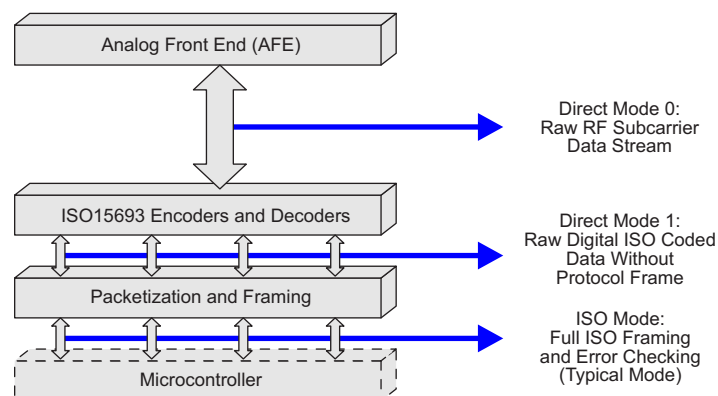 Analog Front End (AFE)
Direct Mode 0:
Raw RF Subcarrier
Data Stream
ISO15693 Encoders and Decoders
Direct Mode 1:
Raw Digital ISO Coded
Data Without
Protocol Frame
Packetization and Framing
ISO Mode:
Full ISO Framing
and Error Checking
(Typical Mode)
Microcontroller